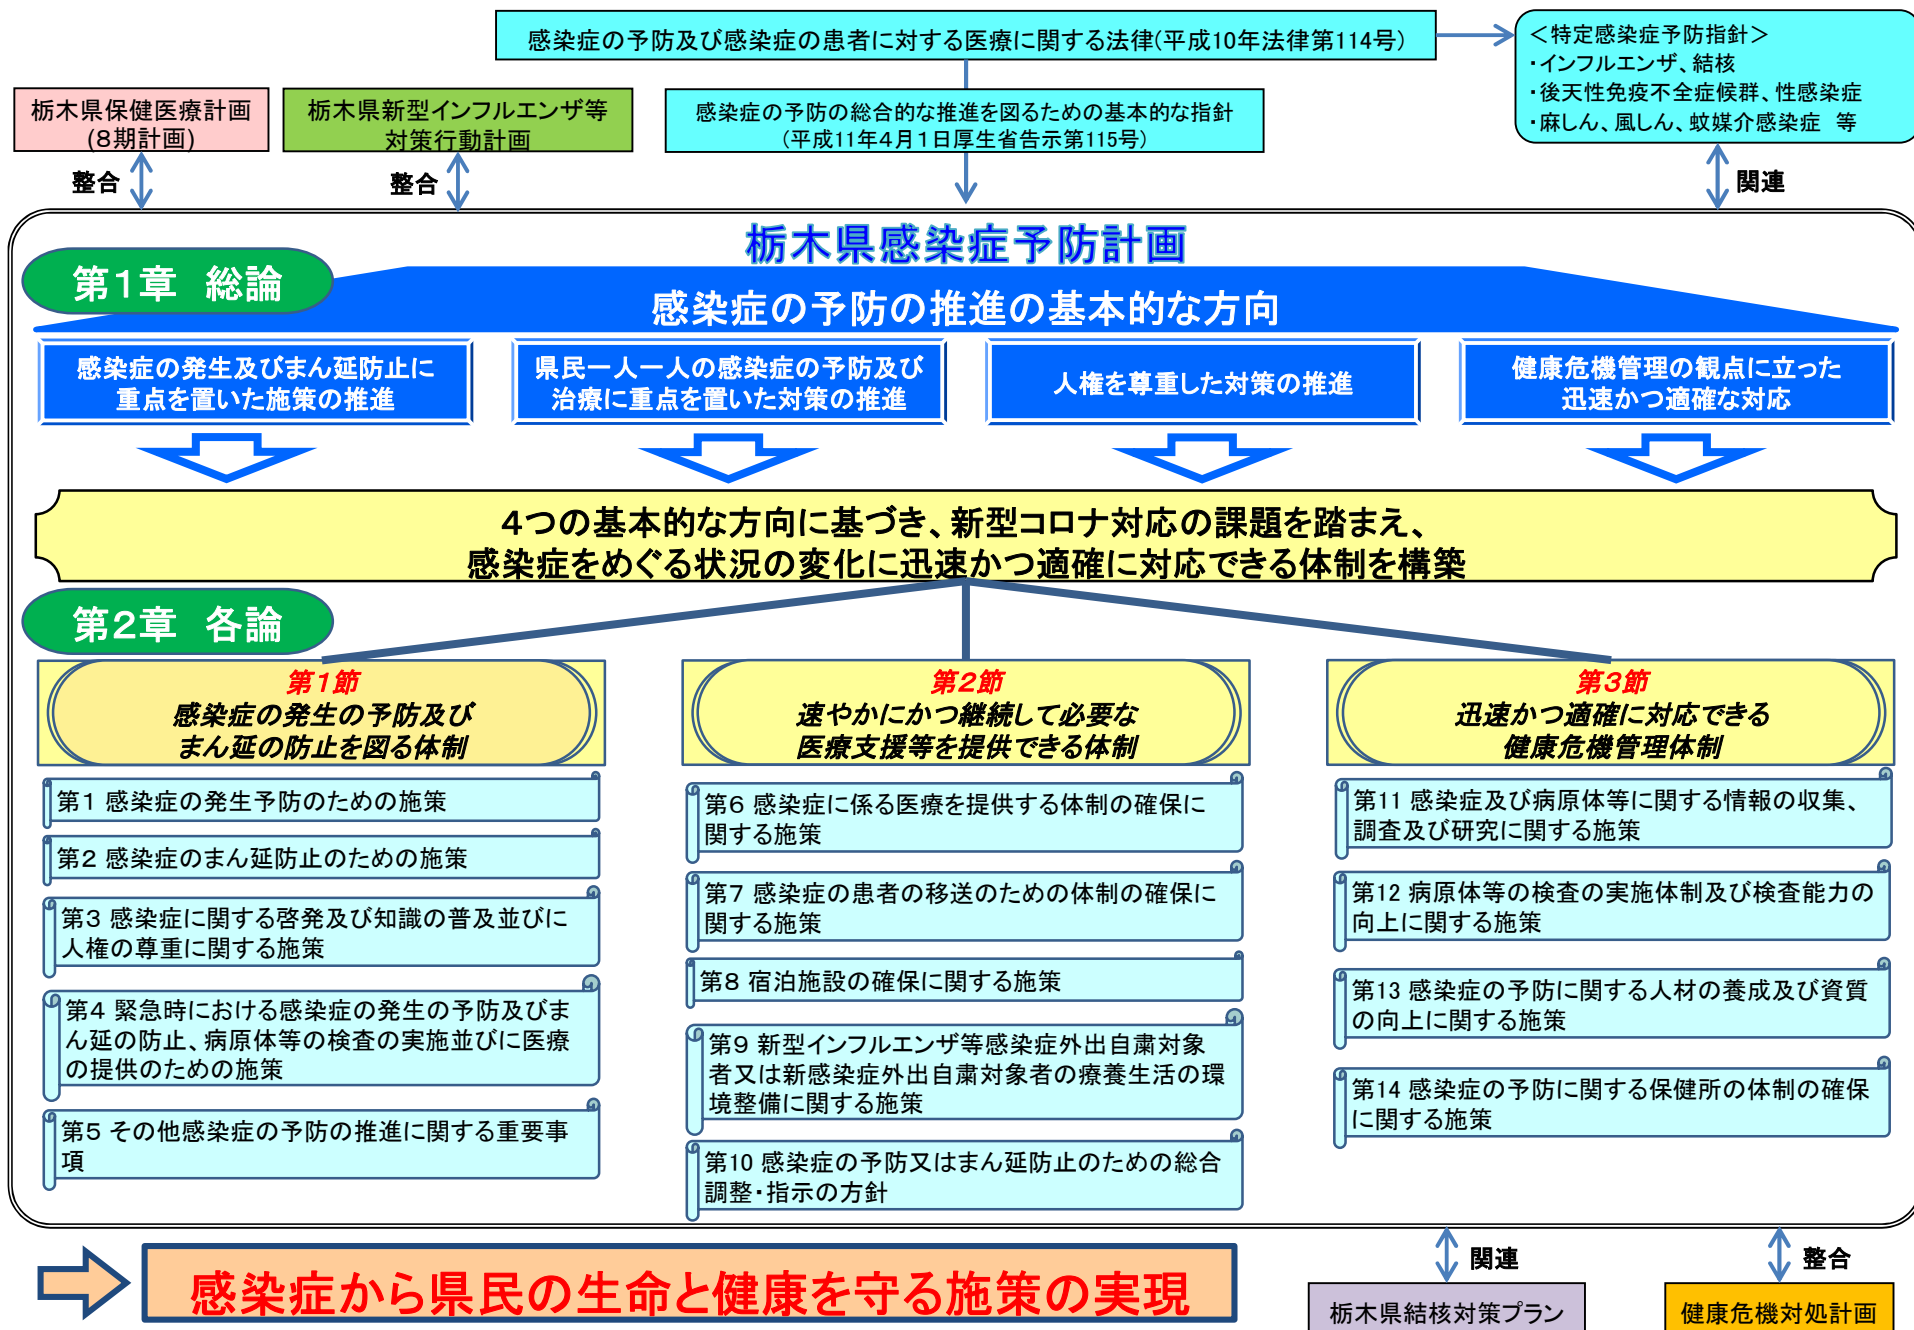 感染症の予防及び感染症の患者に対する医療に関する法律(平成10年法律第114号)
＜特定感染症予防指針＞
・インフルエンザ、結核
・後天性免疫不全症候群、性感染症
・麻しん、風しん、蚊媒介感染症　等
栃木県保健医療計画
(8期計画)
栃木県新型インフルエンザ等
対策行動計画
感染症の予防の総合的な推進を図るための基本的な指針
(平成11年4月１日厚生省告示第115号)
整合
整合
関連
栃木県感染症予防計画
第１章　総論
感染症の予防の推進の基本的な方向
感染症の発生及びまん延防止に
重点を置いた施策の推進
県民一人一人の感染症の予防及び
治療に重点を置いた対策の推進
人権を尊重した対策の推進
健康危機管理の観点に立った
迅速かつ適確な対応
４つの基本的な方向に基づき、新型コロナ対応の課題を踏まえ、
感染症をめぐる状況の変化に迅速かつ適確に対応できる体制を構築
第２章　各論
第１節
感染症の発生の予防及び
まん延の防止を図る体制
第1 感染症の発生予防のための施策
第２ 感染症のまん延防止のための施策
第３ 感染症に関する啓発及び知識の普及並びに
人権の尊重に関する施策
第４ 緊急時における感染症の発生の予防及びま
ん延の防止、病原体等の検査の実施並びに医療
の提供のための施策
第５ その他感染症の予防の推進に関する重要事
項
第２節
速やかにかつ継続して必要な
医療支援等を提供できる体制
第６ 感染症に係る医療を提供する体制の確保に
関する施策
第７ 感染症の患者の移送のための体制の確保に
関する施策
第８ 宿泊施設の確保に関する施策
第９ 新型インフルエンザ等感染症外出自粛対象
者又は新感染症外出自粛対象者の療養生活の環
境整備に関する施策
第10 感染症の予防又はまん延防止のための総合
調整・指示の方針
第３節
迅速かつ適確に対応できる
健康危機管理体制
第11 感染症及び病原体等に関する情報の収集、
調査及び研究に関する施策
第12 病原体等の検査の実施体制及び検査能力の
向上に関する施策
第13 感染症の予防に関する人材の養成及び資質
の向上に関する施策
第14 感染症の予防に関する保健所の体制の確保
に関する施策
感染症から県民の生命と健康を守る施策の実現
関連
整合
栃木県結核対策プラン
健康危機対処計画